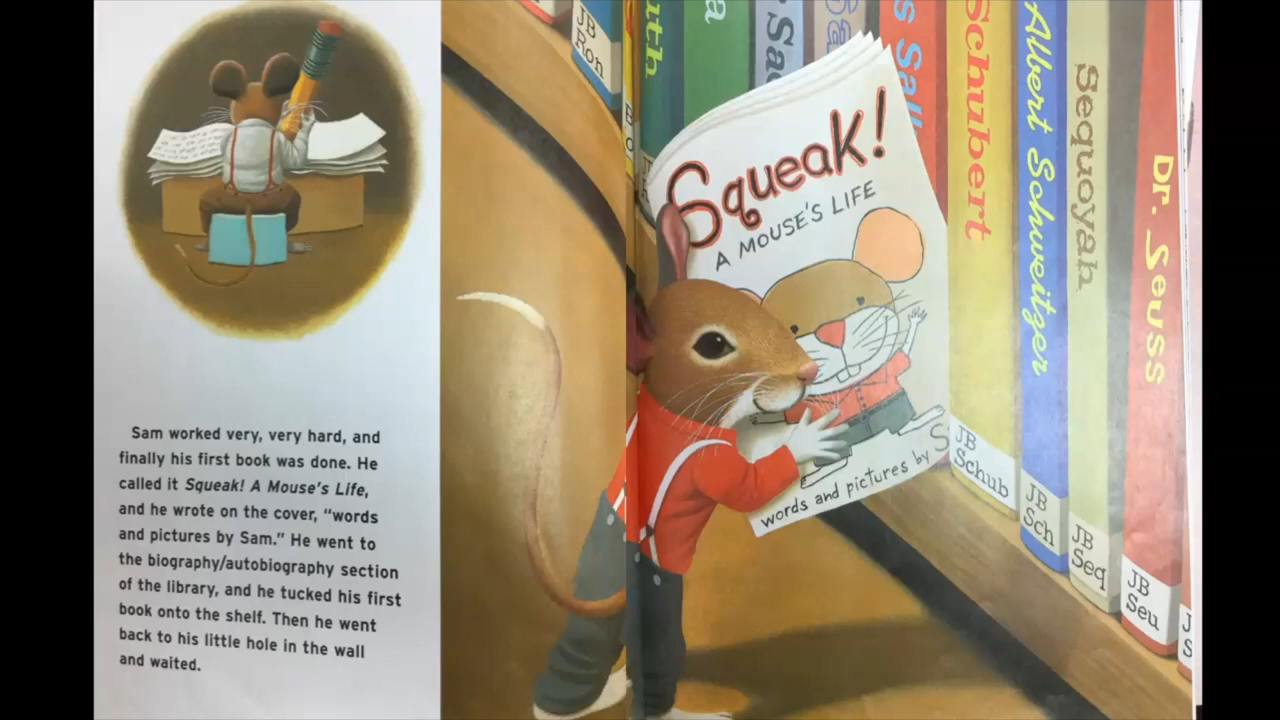 Sam worked very, very hard, and
finally his first book was done. He
called it Squeak! A Mouse's Life,
and he wrote on the cover, “words
and pictures by Sam.” He went to
the biography/autobiography section
of the library, and he tucked his first
book onto the shelf. Then he went
back to his little hole in the wall
and waited.
JB
Ron
uth
Schubert
Albert Schweitzer
Sequoyah
Dr. Seuss
Squeak!
A MOUSE'S LIFE
words and pictures by S
JB
Schub
JB
Sch
JB
Seq
JB
Seu
J
S